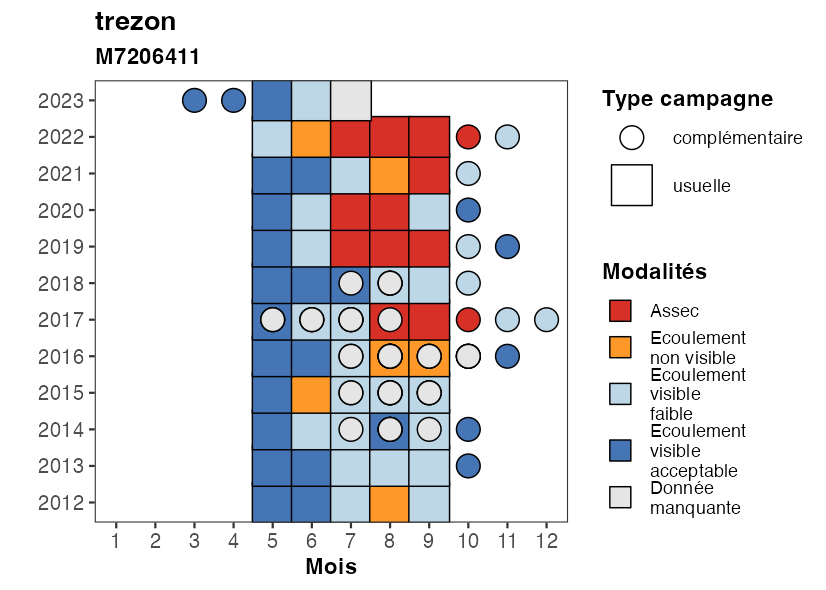 trezon
M7206411
2023
2022
2021
2020
2019
2018
2017
2016
2015
2014
2013
2012
1 2 3 4 5 6 7 8 9 10 11 12
Mois
Type campagne
complémentaire
usuelle
Modalités
Assec
Ecoulement
non visible
Ecoulement
visible
faible
Ecoulement
visible
acceptable
Donnée
manquante